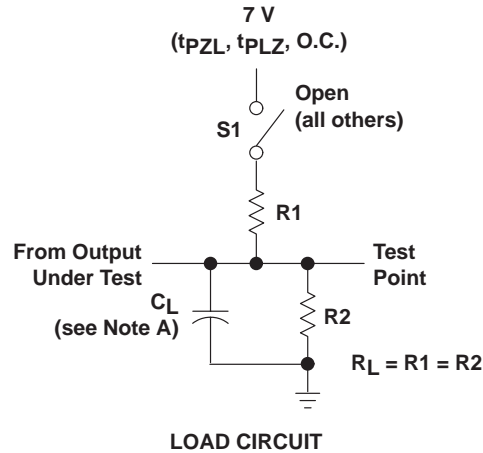 7 V
(tPZL, tPLZ, O.C.)
Open
(all others)
S1
R1
From Output
Under Test
Test
Point
CL
(see Note A)
R2
RL = R1 = R2
LOAD CIRCUIT